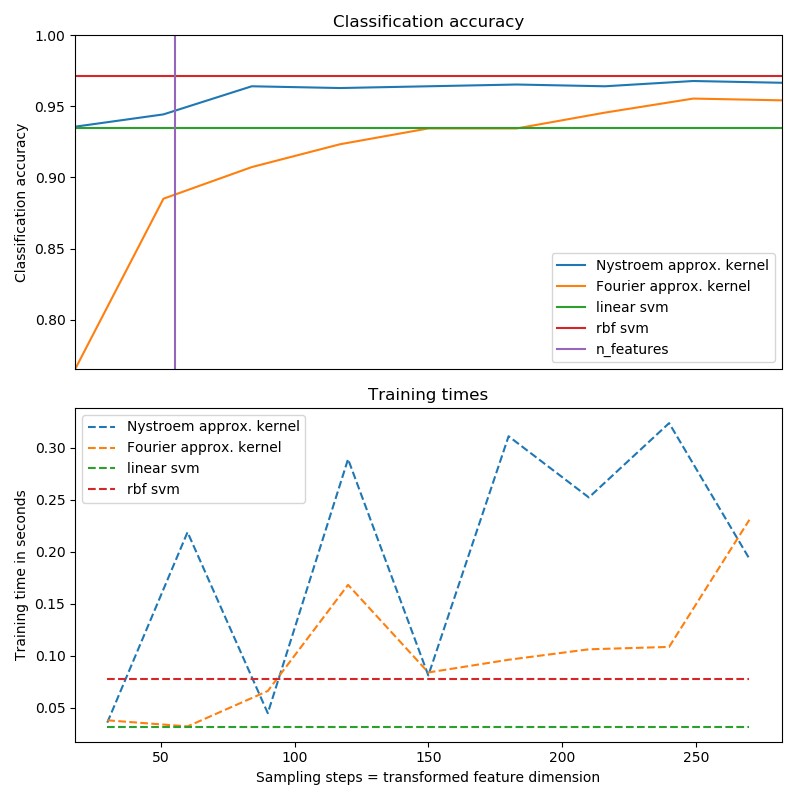 Classification accuracy
1.00
0.95
0.90
0.85
0.80
Classification accuracy
Nystroem approx. kernel
Fourier approx. kernel
linear svm
rbf svm
n_features
Training times
0.30
0.25
0.20
0.15
0.10
0.05
Training time in seconds
Nystroem approx. kernel
Fourier approx. kernel
linear svm
rbf svm
50 100 150 200 250
Sampling steps = transformed feature dimension